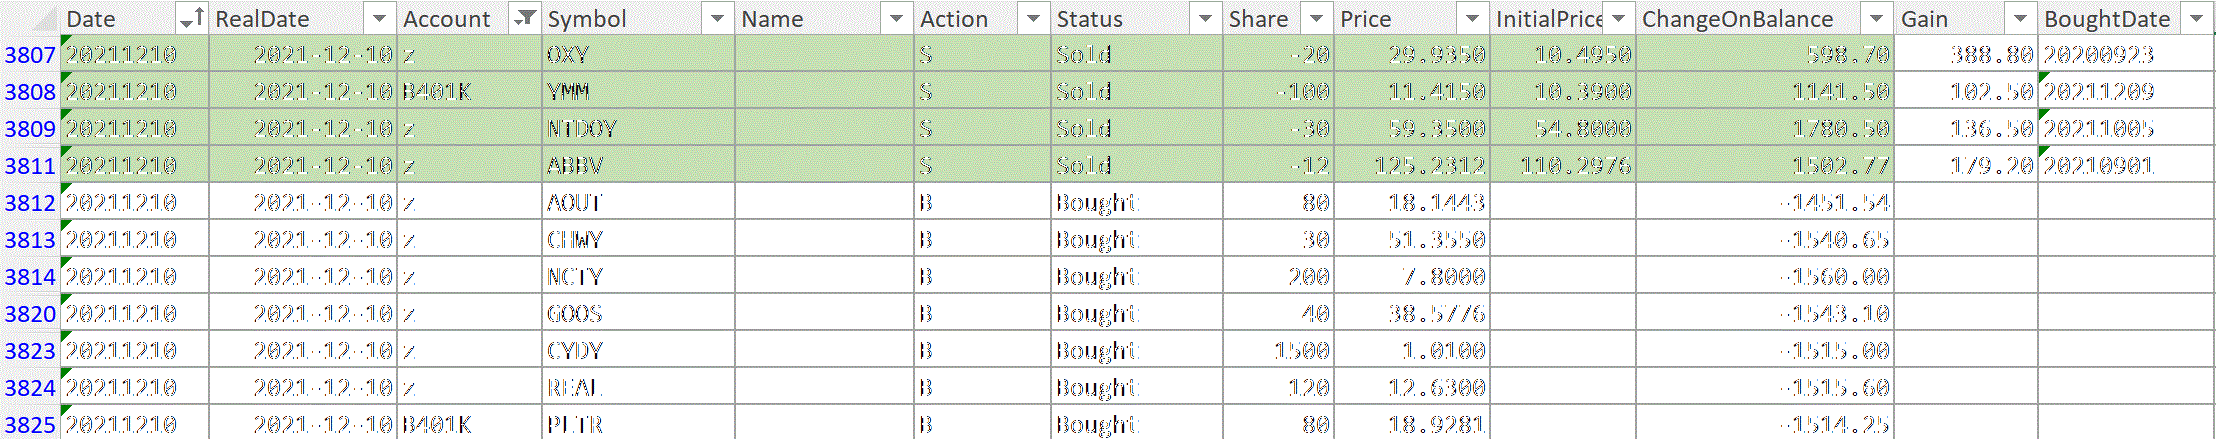 Date RealDate Account Symbol Name Action Status Share Price InitialPrice ChangeOnBalance Gain BoughtDate
3807 20211210 2021-12-10 z OXY S Sold -20 29.9350 10.4950 598.70 388.80 20200923
3808 20211210 2021-12-10 B401K YMM S Sold -100 11.4150 10.3900 1141.50 102.50 20211209
3809 20211210 2021-12-10 z NTDOY S Sold -30 59.3500 54.8000 1780.50 136.50 20211005
3811 20211210 2021-12-10 z ABBV S Sold -12 125.2312 110.2976 1502.77 179.20 20210901
3812 20211210 2021-12-10 z AOUT B Bought 80 18.1443 -1451.54
3813 20211210 2021-12-10 z CHWY B Bought 30 51.3550 -1540.65
3814 20211210 2021-12-10 z NCTY B Bought 200 7.8000 -1560.00
3820 20211210 2021-12-10 z GOOS B Bought 40 38.5776 -1543.10
3823 20211210 2021-12-10 z CYDY B Bought 1500 1.0100 -1515.00
3824 20211210 2021-12-10 z REAL B Bought 120 12.6300 -1515.60
3825 20211210 2021-12-10 B401K PLTR B Bought 80 18.9281 -1514.25